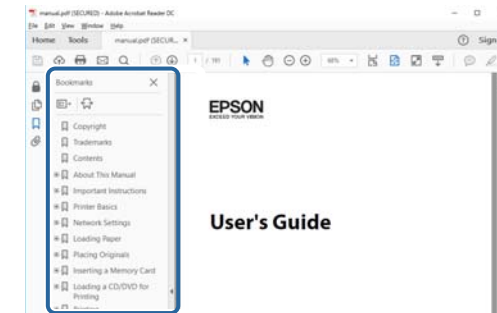 manual.pdf (SECURED) - Adobe Acrobat Reader DC
File Edit View Window Help
Home Tools manual.pdf (SECUR... ×
Sign
Bookmarks
Copyright
Trademarks
Contents
About This Manual
Important Instructions
Printer Basics
Network Settings
Loading Paper
Placing Originals
Inserting a Memory Card
Loading a CD/DVD for
Printing
EPSON
EXCEED YOUR VISION
User's Guide